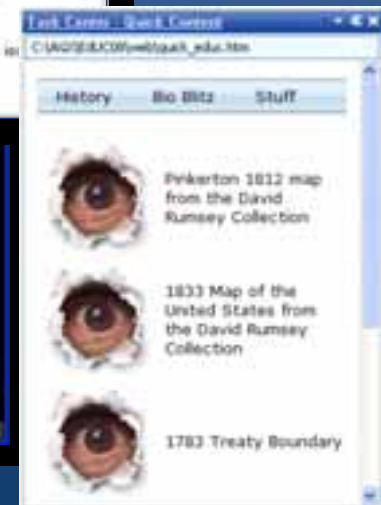 Task Center - Quick Content
History Bio Blitz Stuff
Pinkerton 1812 map
from the David
Rumsey Collection
1833 Map of the
United States from
the David Rumsey
Collection
1783 Treaty Boundary